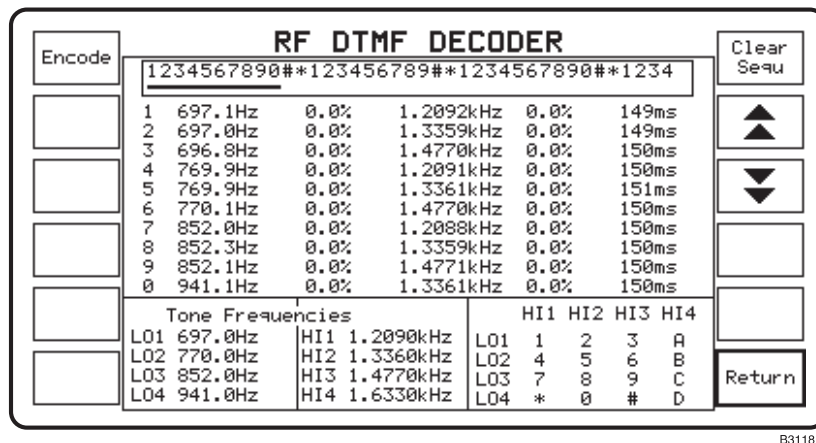 RF DTMF DECODER
Encode
Clear
Sequ
1234567890#*123456789#*1234567890#*1234
1 697.1Hz 0.0% 1.2092kHz 0.0% 149ms
2 697.0Hz 0.0% 1.3359kHz 0.0% 149ms
3 696.8Hz 0.0% 1.4770kHz 0.0% 150ms
4 769.9Hz 0.0% 1.2091kHz 0.0% 150ms
5 769.9Hz 0.0% 1.3361kHz 0.0% 151ms
6 770.1Hz 0.0% 1.4770kHz 0.0% 150ms
7 852.0Hz 0.0% 1.2088kHz 0.0% 150ms
8 852.3Hz 0.0% 1.3359kHz 0.0% 150ms
9 852.1Hz 0.0% 1.4771kHz 0.0% 150ms
0 941.1Hz 0.0% 1.3361kHz 0.0% 150ms
Tone Frequencies
LO1 697.0Hz HI1 1.2090kHz
LO2 770.0Hz HI2 1.3360kHz
LO3 852.0Hz HI3 1.4770kHz
LO4 941.0Hz HI4 1.6330kHz
HI1 HI2 HI3 HI4
LO1 1 2 3 A
LO2 4 5 6 B
LO3 7 8 9 C
LO4 * 0 # D
Return
B3118